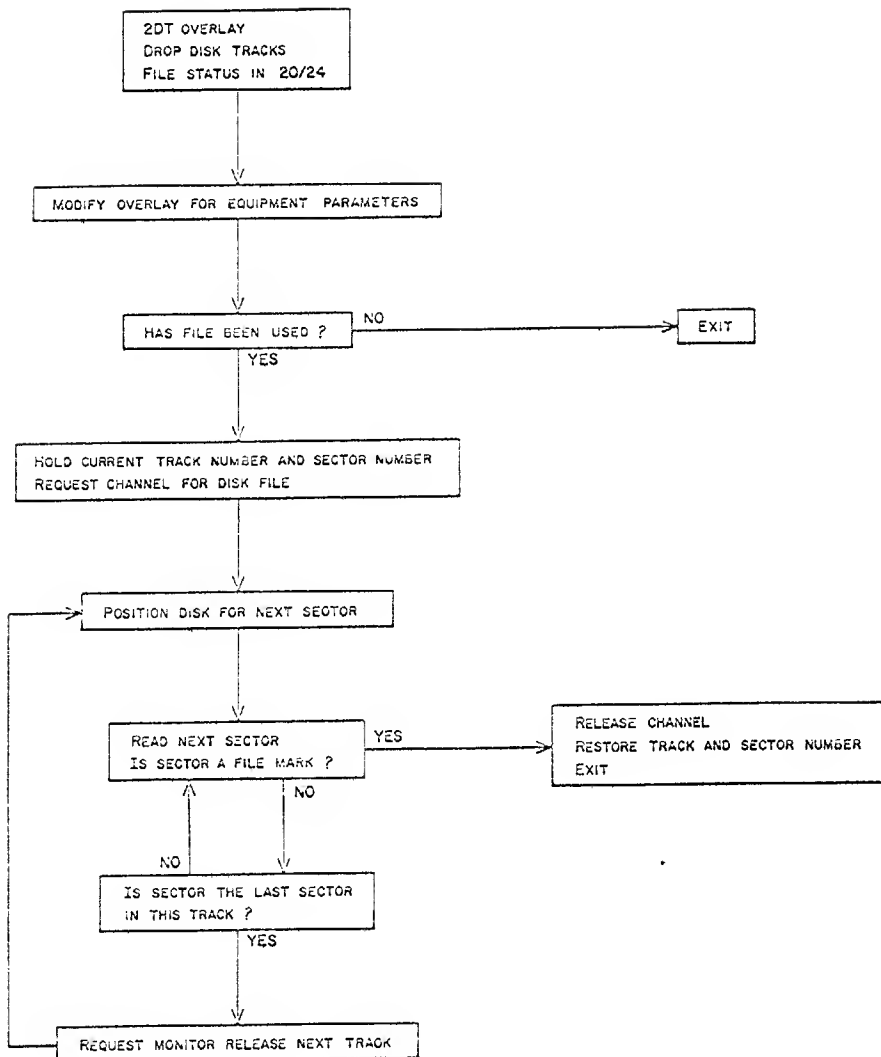 2DT OVERLAY
DROP DISK TRACKS
FILE STATUS IN 20/24
MODIFY OVERLAY FOR EQUIPMENT PARAMETERS
HAS FILE BEEN USED ?
NO
EXIT
YES
HOLD CURRENT TRACK NUMBER AND SECTOR NUMBER
REQUEST CHANNEL FOR DISK FILE
POSITION DISK FOR NEXT SECTOR
READ NEXT SECTOR
IS SECTOR A FILE MARK ?
YES
RELEASE CHANNEL
RESTORE TRACK AND SECTOR NUMBER
EXIT
NO
NO
IS SECTOR THE LAST SECTOR
IN THIS TRACK ?
YES
REQUEST MONITOR RELEASE NEXT TRACK